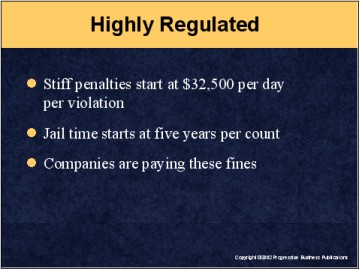 Highly Regulated
Stiff penalties start at $32,500 per day
per violation
Jail time starts at five years per count
Companies are paying these fines
Copyright Progressive Business Publications